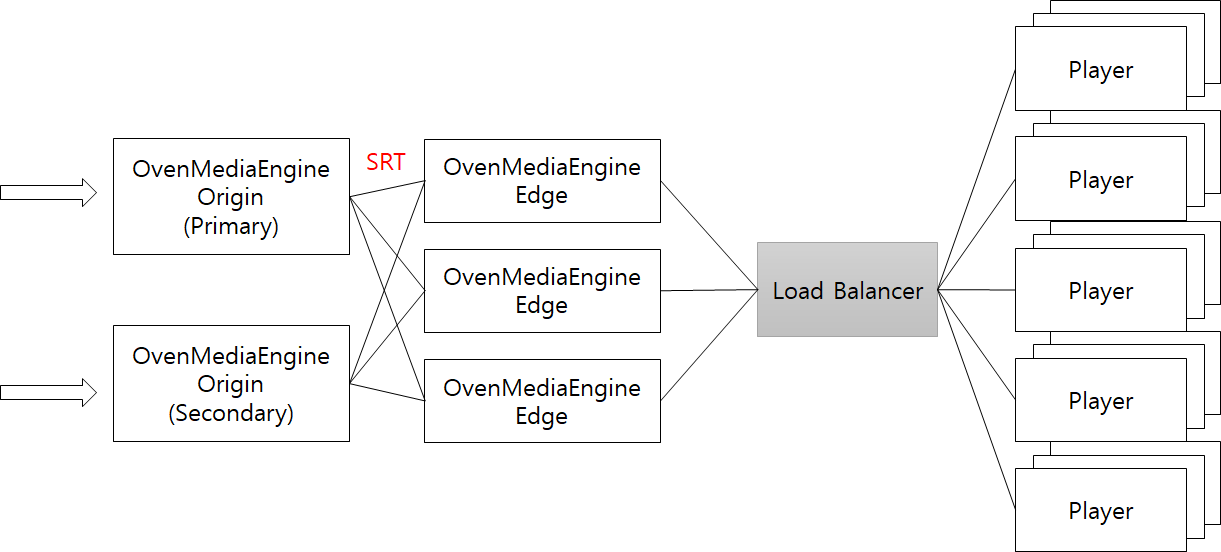 OvenMediaEngine
Origin
(Primary)
OvenMediaEngine
Origin
(Secondary)
SRT
OvenMediaEngine
Edge
OvenMediaEngine
Edge
OvenMediaEngine
Edge
Load Balancer
Player
Player
Player
Player
Player